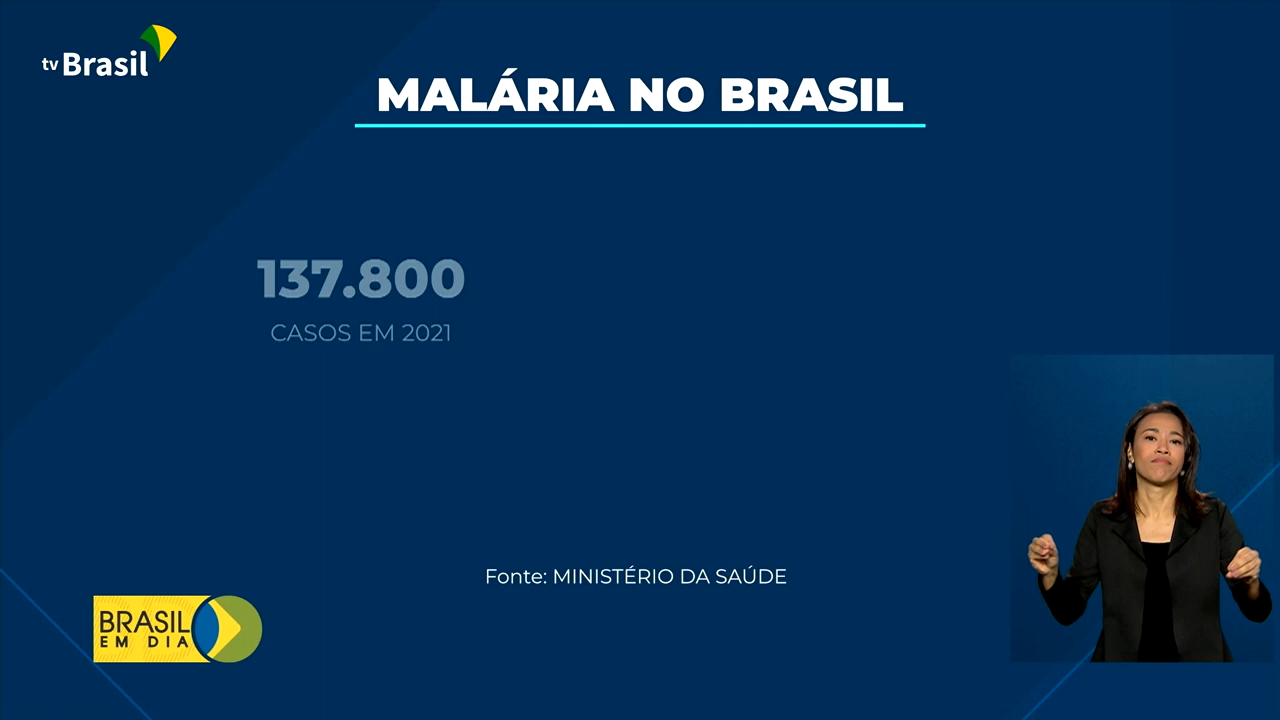 tv Brasil
MALÁRIA NO BRASIL
137.800
CASOS EM 2021
Fonte: MINISTÉRIO DA SAÚDE
BRASIL
EM DIA